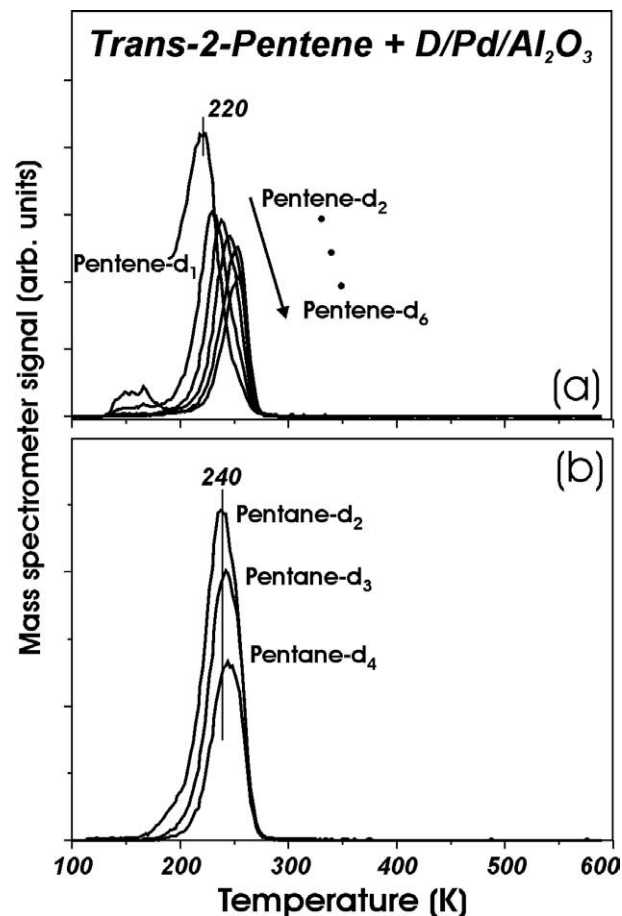 Trans-2-Pentene + D/Pd/Al₂O₃
220
Pentene-d₂
Pentene-d₁
Pentene-d₆
(a)
240
(b)
Pentane-d₂
Pentane-d₃
Pentane-d₄
Mass spectrometer signal (arb. units)
100 200 300 400 500 600
Temperature (K)